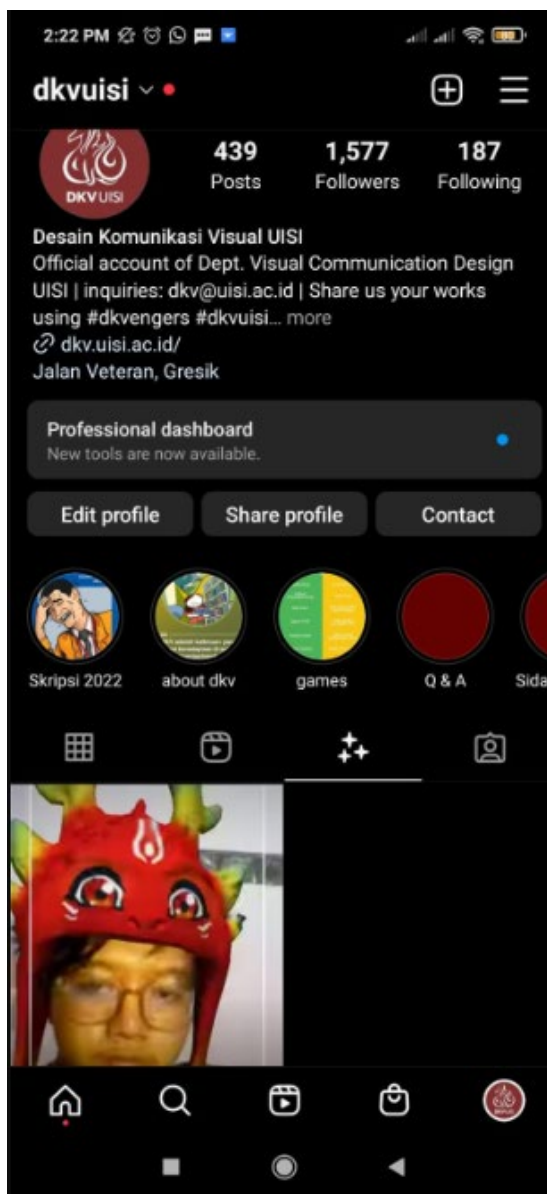 2:22 PM
80
dkvuisi
DKV UISI
439 1,577 187
Posts Followers Following
Desain Komunikasi Visual UISI
Official account of Dept. Visual Communication Design
UISI | inquiries: dkv@uisi.ac.id | Share us your works
using #dkvengers #dkvuisi... more
dkv.uisi.ac.id/
Jalan Veteran, Gresik
Professional dashboard
New tools are now available.
Edit profile Share profile Contact
Skripsi 2022 about dkv games Q & A Sida